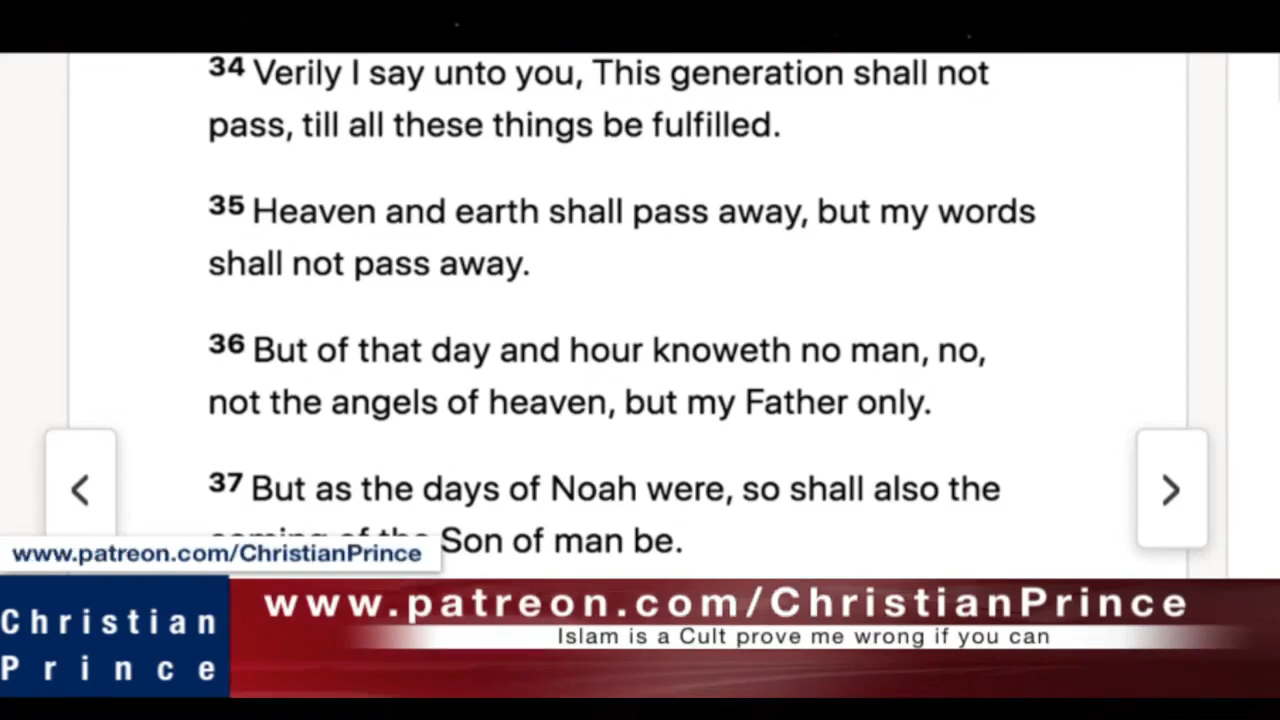 34 Verily I say unto you, This generation shall not
pass, till all these things be fulfilled.
35 Heaven and earth shall pass away, but my words
shall not pass away.
36 But of that day and hour knoweth no man, no,
not the angels of heaven, but my Father only.
37 But as the days of Noah were, so shall also the
coming of the Son of man be.
<
>
www.patreon.com/ChristianPrince
Christian
Prince
www.patreon.com/ChristianPrince
Islam is a Cult prove me wrong if you can